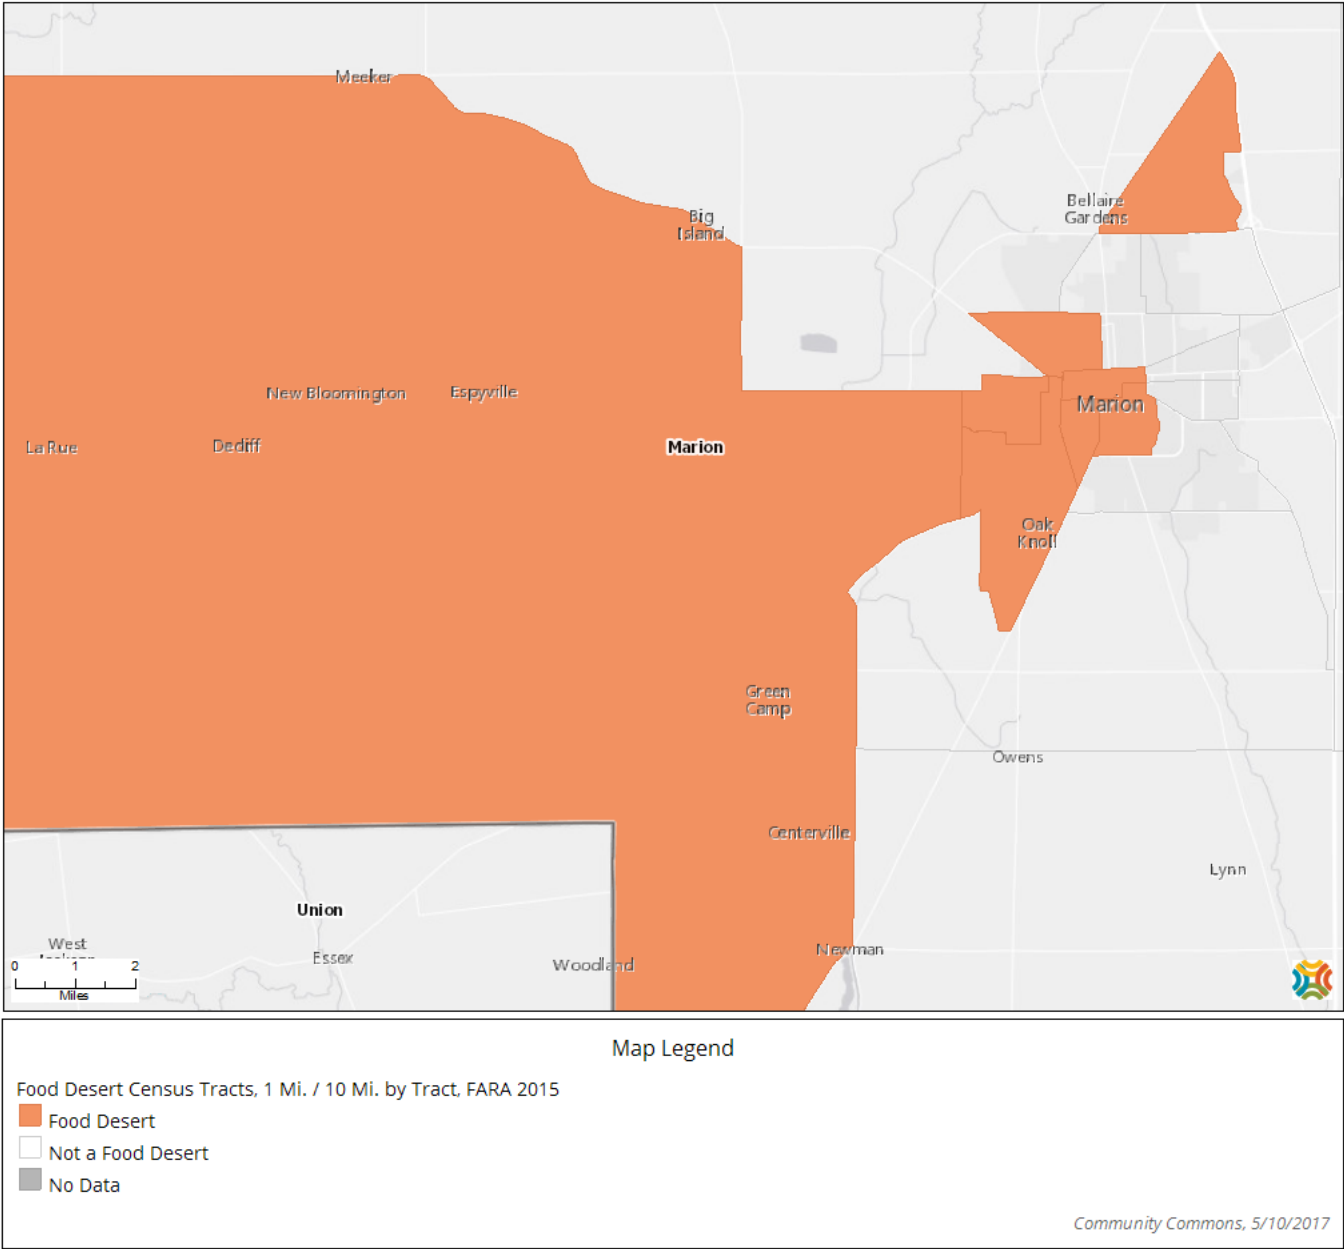 Meeker
Big
Island
Bellaire
Gardens
New Bloomington
Espyville
Marion
La Rue
Dediff
Marion
Oak
Knoll
Green
Camp
Owens
Centerville
Lynn
Union
West
Essex
Woodland
Newman
0 1 2
Miles
Map Legend
Food Desert Census Tracts, 1 Mi. / 10 Mi. by Tract, FARA 2015
Food Desert
Not a Food Desert
No Data
Community Commons, 5/10/2017